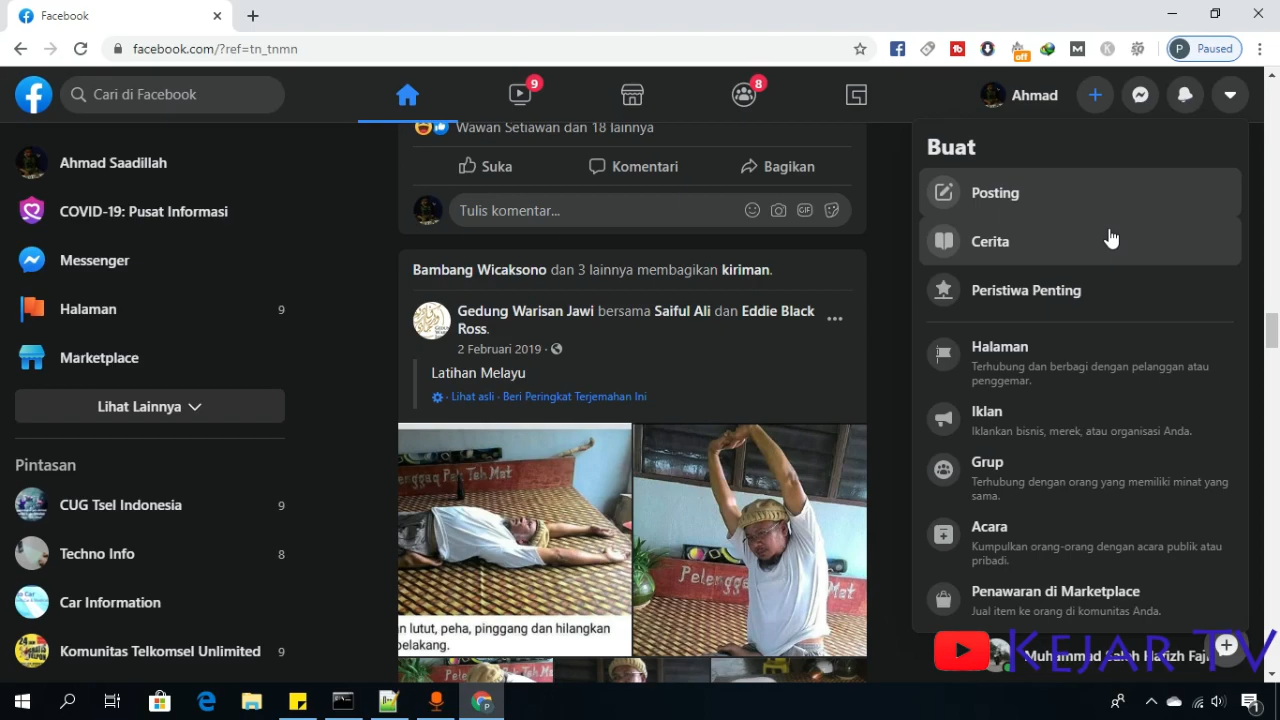 Facebook
facebook.com/?ref=tn_tnmn
off
P Paused
Cari di Facebook
9
8
Ahmad
Ahmad Saadillah
COVID-19: Pusat Informasi
Messenger
Halaman 9
Marketplace
Lihat Lainnya
Pintasan
CUG Tsel Indonesia 9
Techno Info 8
Car Information
Komunitas Telkomsel Unlimited 9
Wawan Setiawan dan 18 lainnya
Suka Komentari Bagikan
Tulis komentar...
GIF
Bambang Wicaksono dan 3 lainnya membagikan kiriman.
Gedung Warisan Jawi bersama Saiful Ali dan Eddie Black
Ross.
2 Februari 2019 ·
Latihan Melayu
· Lihat asli · Beri Peringkat Terjemahan Ini
n lutut, peha, pinggang dan hilangkan
Buat
Posting
Cerita
Peristiwa Penting
Halaman
Terhubung dan berbagi dengan pelanggan atau
penggemar.
Iklan
Iklankan bisnis, merek, atau organisasi Anda.
Grup
Terhubung dengan orang yang memiliki minat yang
sama.
Acara
Kumpulkan orang-orang dengan acara publik atau
pribadi.
Penawaran di Marketplace
Jual item ke orang di komunitas Anda.
Kejar TV
1